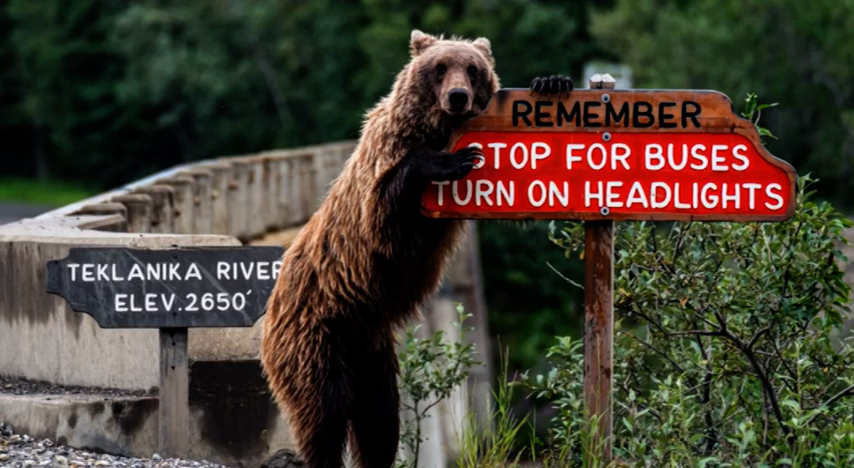 REMEMBER
STOP FOR BUSES
TURN ON HEADLIGHTS
TEKLANIKA RIVER
ELEV.2650´